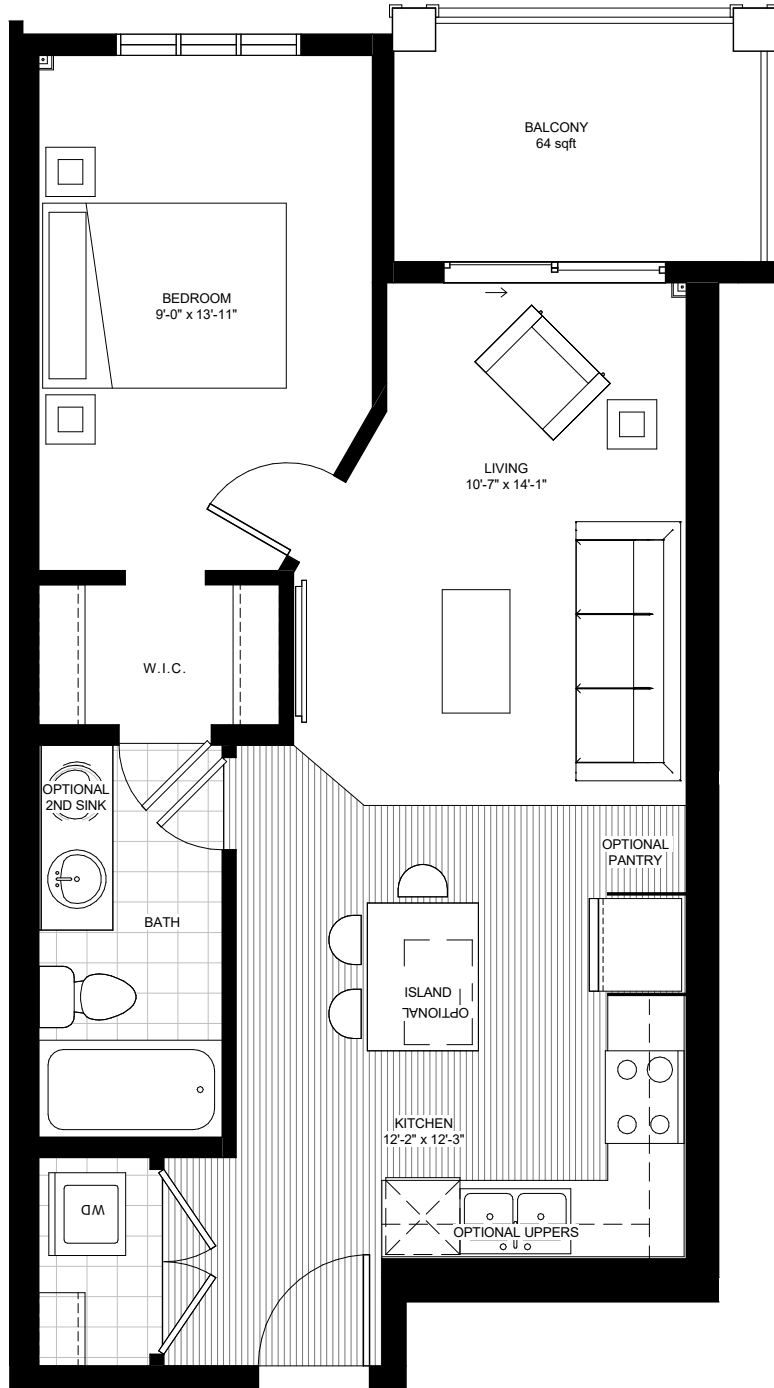 BALCONY
64 sqft
BEDROOM
9'-0" x 13'-11"
LIVING
10'-7" x 14'-1"
W.I.C.
OPTIONAL
2ND SINK
OPTIONAL
PANTRY
BATH
ISLAND
OPTIONAL
KITCHEN
12'-2" x 12'-3"
WD
OPTIONAL UPPERS